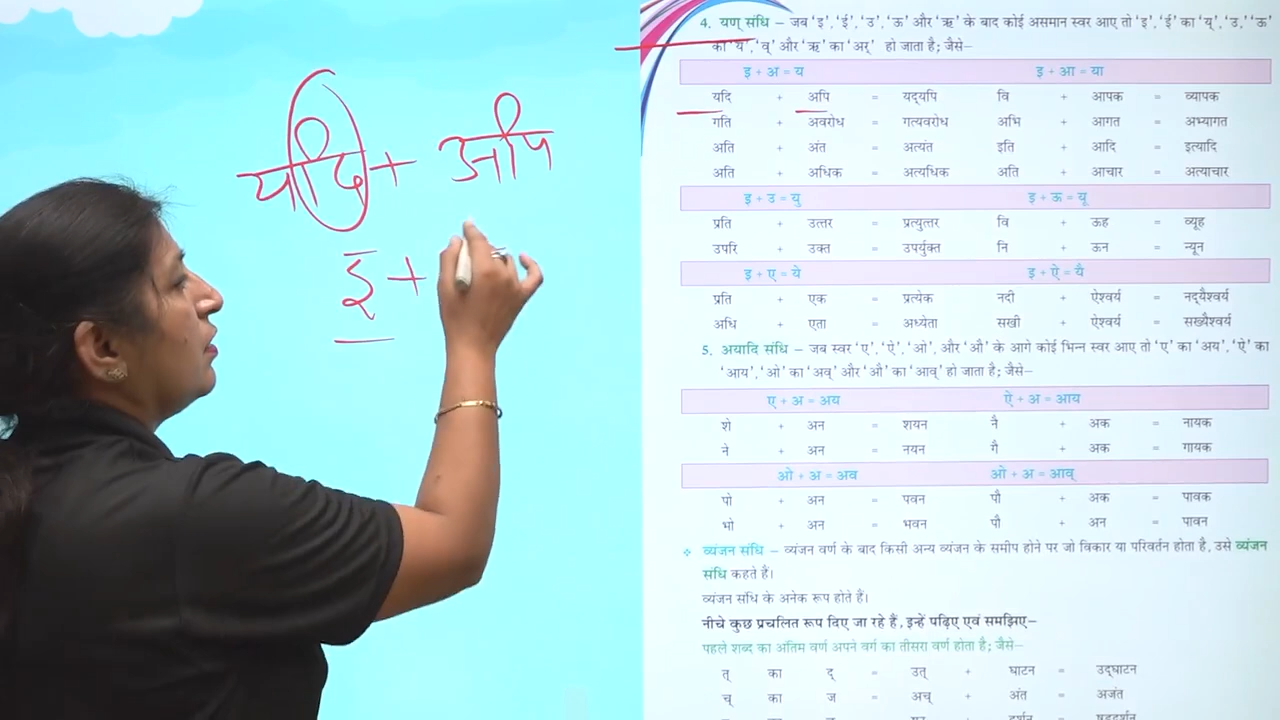 यदि + अपि
इ +
4. यण् संधि – जब 'इ','ई','उ','ऊ' और 'ऋ' के बाद कोई असमान स्वर आए तो 'इ','ई' का 'य्','उ,''ऊ'
का 'य','व्' और 'ऋ' का 'अर्' हो जाता है; जैसे–
इ + अ = य इ + आ = या
यदि + अपि = यद्यपि वि + आपक = व्यापक
गति + अवरोध = गत्यवरोध अभि + आगत = अभ्यागत
अति + अंत = अत्यंत इति + आदि = इत्यादि
अति + अधिक = अत्यधिक अति + आचार = अत्याचार
इ + उ = यु इ + ऊ = यू
प्रति + उत्तर = प्रत्युत्तर वि + ऊह = व्यूह
उपरि + उक्त = उपर्युक्त नि + ऊन = न्यून
इ + ए = ये इ + ऐ = यै
प्रति + एक = प्रत्येक नदी + ऐश्वर्य = नद्यैश्वर्य
अधि + एता = अध्येता सखी + ऐश्वर्य = सख्यैश्वर्य
5. अयादि संधि – जब स्वर 'ए','ऐ','ओ', और 'औ' के आगे कोई भिन्न स्वर आए तो 'ए' का 'अय','ऐ' का
'आय','ओ' का 'अव्' और 'औ' का 'आव्' हो जाता है; जैसे–
ए + अ = अय ऐ + अ = आय
शे + अन = शयन नै + अक = नायक
ने + अन = नयन गै + अक = गायक
ओ + अ = अव ओ + अ = आव्
पो + अन = पवन पौ + अक = पावक
भो + अन = भवन पौ + अन = पावन
व्यंजन संधि – व्यंजन वर्ण के बाद किसी अन्य व्यंजन के समीप होने पर जो विकार या परिवर्तन होता है, उसे व्यंजन
संधि कहते हैं।
व्यंजन संधि के अनेक रूप होते हैं।
नीचे कुछ प्रचलित रूप दिए जा रहे हैं, इन्हें पढ़िए एवं समझिए–
पहले शब्द का अंतिम वर्ण अपने वर्ग का तीसरा वर्ण होता है; जैसे–
त् का द् = उत् + घाटन = उद्घाटन
च् का ज = अच् + अंत = अजंत